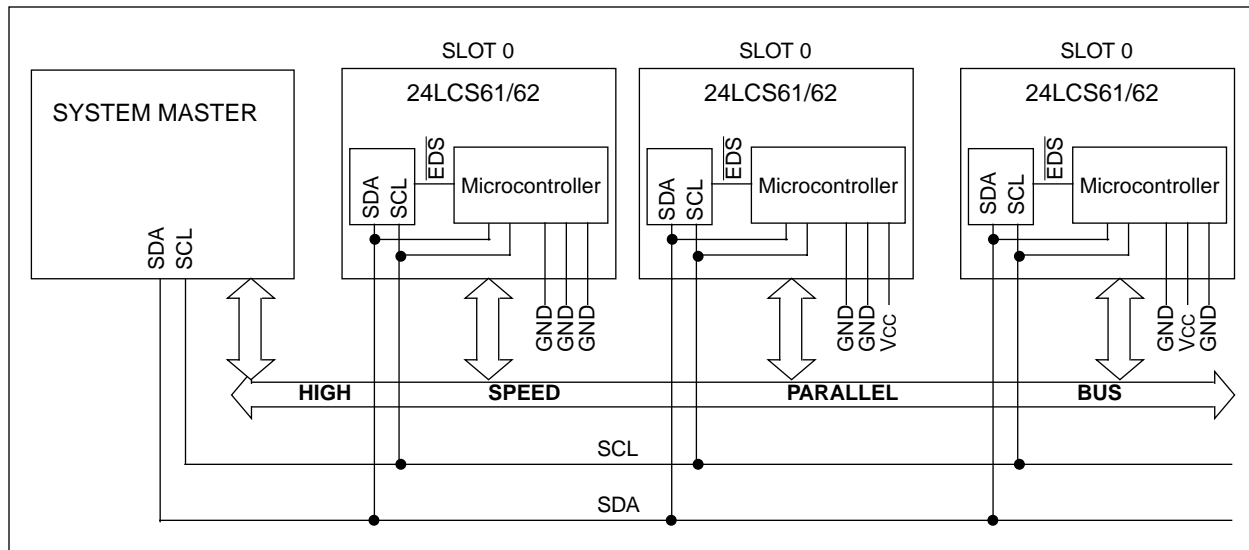 SLOT 0
SLOT 0
SLOT 0
SYSTEM MASTER
SDA
SCL
24LCS61/62
SDA
SCL
EDS
Microcontroller
GND
GND
GND
24LCS61/62
SDA
SCL
EDS
Microcontroller
GND
GND
VCC
24LCS61/62
SDA
SCL
EDS
Microcontroller
GND
VCC
GND
HIGH SPEED PARALLEL BUS
SCL
SDA